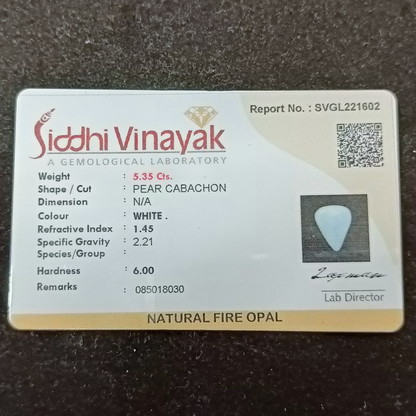 Siddhi Vinayak
A GEMOLOGICAL LABORATORY
Report No. : SVGL221602
Weight : 5.35 Cts.
Shape / Cut : PEAR CABACHON
Dimension : N/A
Colour : WHITE .
Refractive Index : 1.45
Specific Gravity : 2.21
Species/Group :
Hardness : 6.00
Remarks : 085018030
Lab Director
NATURAL FIRE OPAL